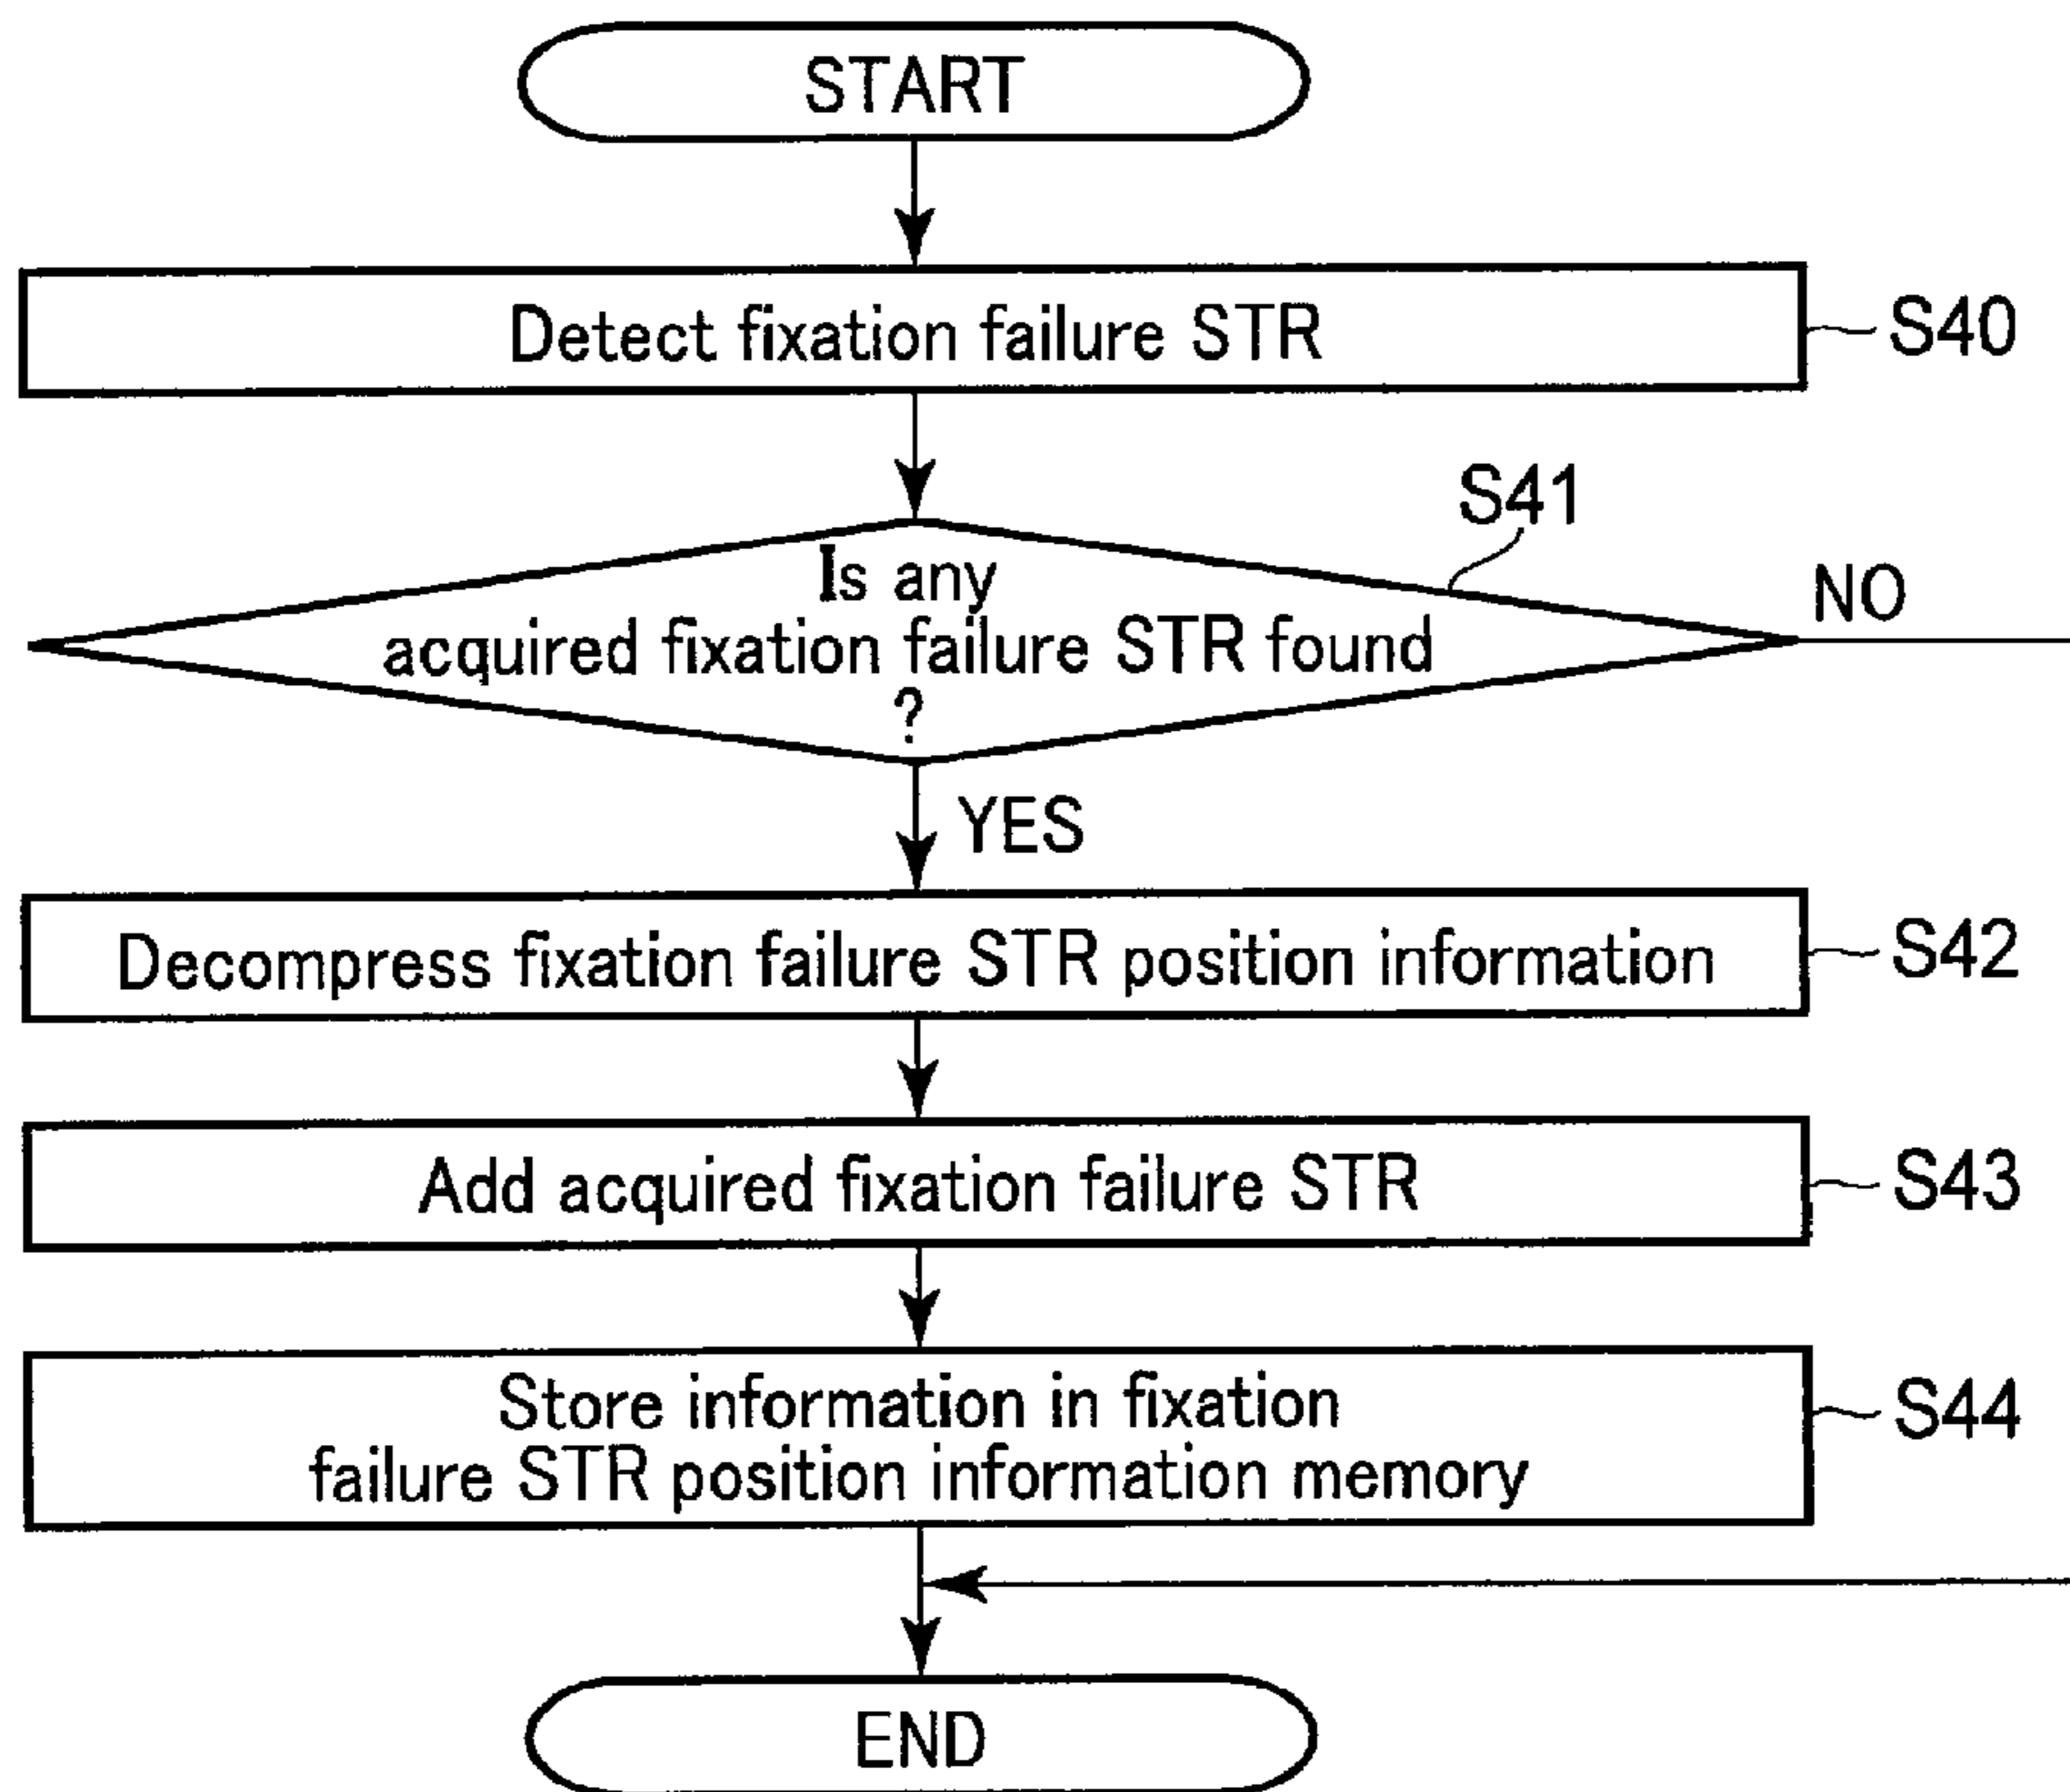 START
Detect fixation failure STR
S40
S41
Is any
acquired fixation failure STR found
?
NO
YES
Decompress fixation failure STR position information
S42
Add acquired fixation failure STR
S43
Store information in fixation
failure STR position information memory
S44
END